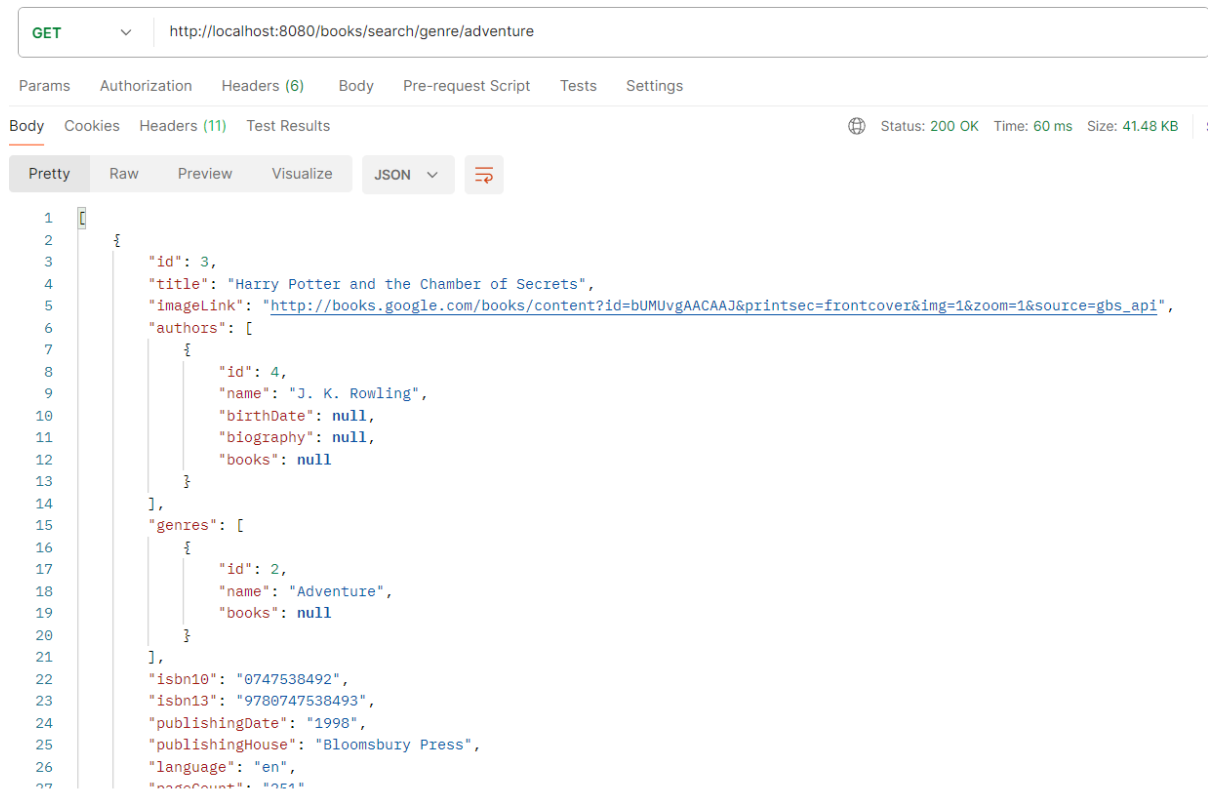 GET http://localhost:8080/books/search/genre/adventure
Params Authorization Headers (6) Body Pre-request Script Tests Settings
Body Cookies Headers (11) Test Results Status: 200 OK Time: 60 ms Size: 41.48 KB
Pretty Raw Preview Visualize JSON
1 [
2 {
3 "id": 3,
4 "title": "Harry Potter and the Chamber of Secrets",
5 "imageLink": "http://books.google.com/books/content?id=bUMUvgAACAAJ&printsec=frontcover&img=1&zoom=1&source=gbs_api",
6 "authors": [
7 {
8 "id": 4,
9 "name": "J. K. Rowling",
10 "birthDate": null,
11 "biography": null,
12 "books": null
13 }
14 ],
15 "genres": [
16 {
17 "id": 2,
18 "name": "Adventure",
19 "books": null
20 }
21 ],
22 "isbn10": "0747538492",
23 "isbn13": "9780747538493",
24 "publishingDate": "1998",
25 "publishingHouse": "Bloomsbury Press",
26 "language": "en",
27 "pageCount": "251"